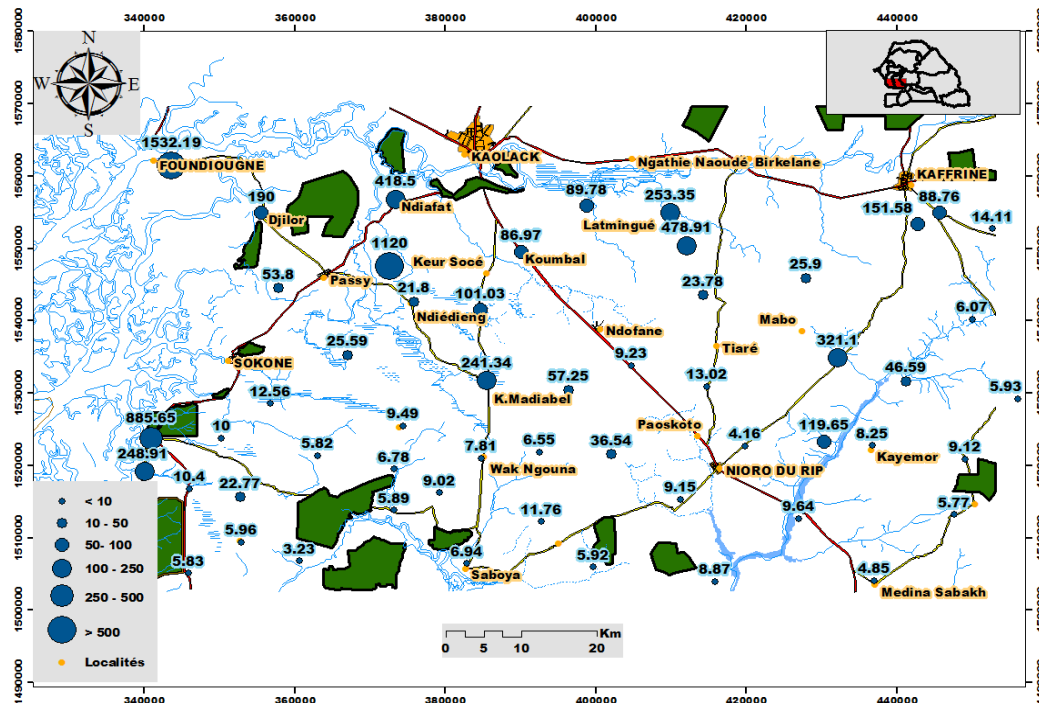 340000 360000 380000 400000 420000 440000
1580000
1570000
1560000
1550000
1540000
1530000
1520000
1510000
1500000
1490000
N
W E
S
1532.19
FOUNDIOUGNE
KAOLACK
Ngathie Naoudé Birkelane
KAFFRINE
418.5
Ndiafat
190
Djilor
89.78
253.35
Latmingué
478.91
88.76
151.58
14.11
1120
Keur Socé
86.97
Koumbal
53.8
Passy
21.8
101.03
Ndiédieng
23.78
25.9
6.07
Mabo
Ndofane
Tiaré
321.1
25.59
SOKONE
9.23
241.34
K.Madiabel
57.25
13.02
46.59
5.93
12.56
885.65
10
9.49
5.82
7.81
6.55
36.54
Paoskoto
4.16
119.65
8.25
Kayemor
9.12
248.91
6.78
Wak Ngouna
NIORO DU RIP
10.4
22.77
5.89
9.02
11.76
9.15
9.64
5.77
5.96
3.23
5.83
6.94
Saboya
5.92
8.87
4.85
Medina Sabakh
< 10
10 - 50
50- 100
100 - 250
250 - 500
> 500
Localités
Km
0 5 10 20
340000 360000 380000 400000 420000 440000